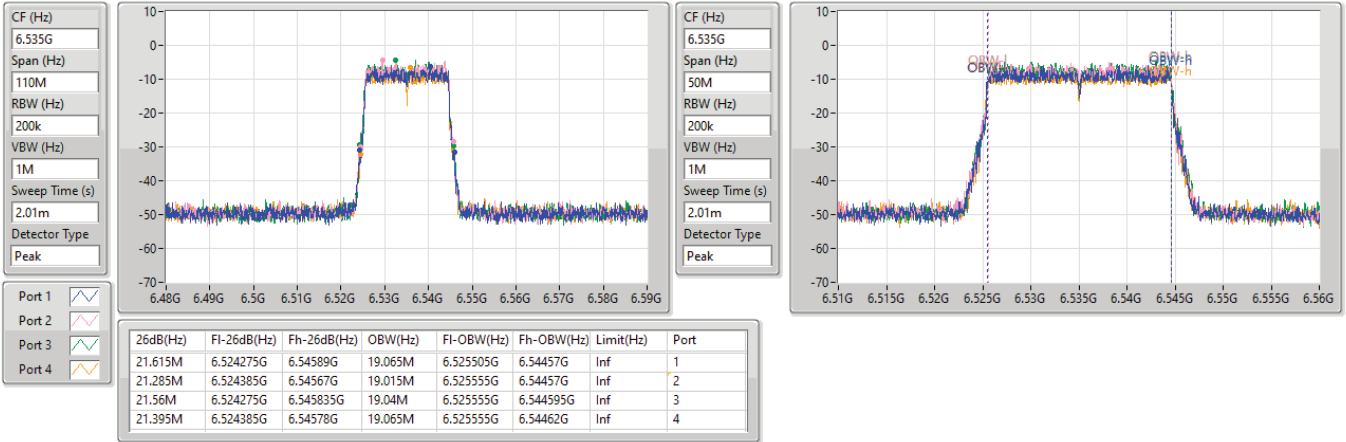 CF (Hz)
6.535G
Span (Hz)
110M
RBW (Hz)
200k
VBW (Hz)
1M
Sweep Time (s)
2.01m
Detector Type
Peak
10
0
-10
-20
-30
-40
-50
-60
-70
6.48G 6.49G 6.5G 6.51G 6.52G 6.53G 6.54G 6.55G 6.56G 6.57G 6.58G 6.59G
CF (Hz)
6.535G
Span (Hz)
50M
RBW (Hz)
200k
VBW (Hz)
1M
Sweep Time (s)
2.01m
Detector Type
Peak
10
0
-10
-20
-30
-40
-50
-60
-70
OBW-h
OBW-h
6.51G 6.515G 6.52G 6.525G 6.53G 6.535G 6.54G 6.545G 6.55G 6.555G 6.56G
Port 1
Port 2
Port 3
Port 4
26dB(Hz) Fl-26dB(Hz) Fh-26dB(Hz) OBW(Hz) Fl-OBW(Hz) Fh-OBW(Hz) Limit(Hz) Port
21.615M 6.524275G 6.54589G 19.065M 6.525505G 6.54457G Inf 1
21.285M 6.524385G 6.54567G 19.015M 6.525555G 6.54457G Inf 2
21.56M 6.524275G 6.545835G 19.04M 6.525555G 6.544595G Inf 3
21.395M 6.524385G 6.54578G 19.065M 6.525555G 6.54462G Inf 4